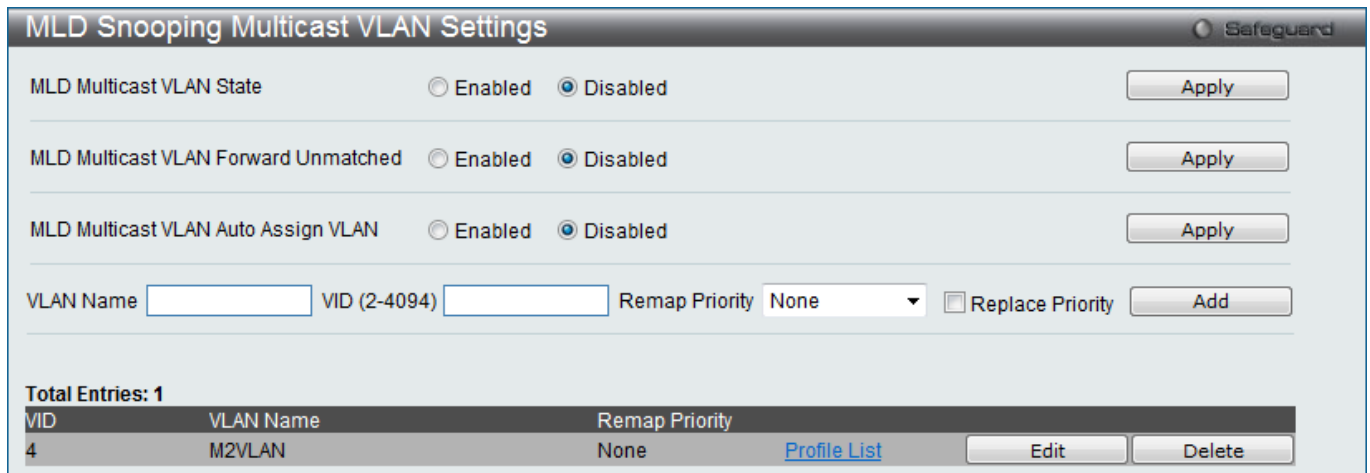 MLD Snooping Multicast VLAN Settings Safeguard
MLD Multicast VLAN State Enabled Disabled Apply
MLD Multicast VLAN Forward Unmatched Enabled Disabled Apply
MLD Multicast VLAN Auto Assign VLAN Enabled Disabled Apply
VLAN Name VID (2-4094) Remap Priority None Replace Priority Add
Total Entries: 1
VID VLAN Name Remap Priority
4 M2VLAN None Profile List Edit Delete